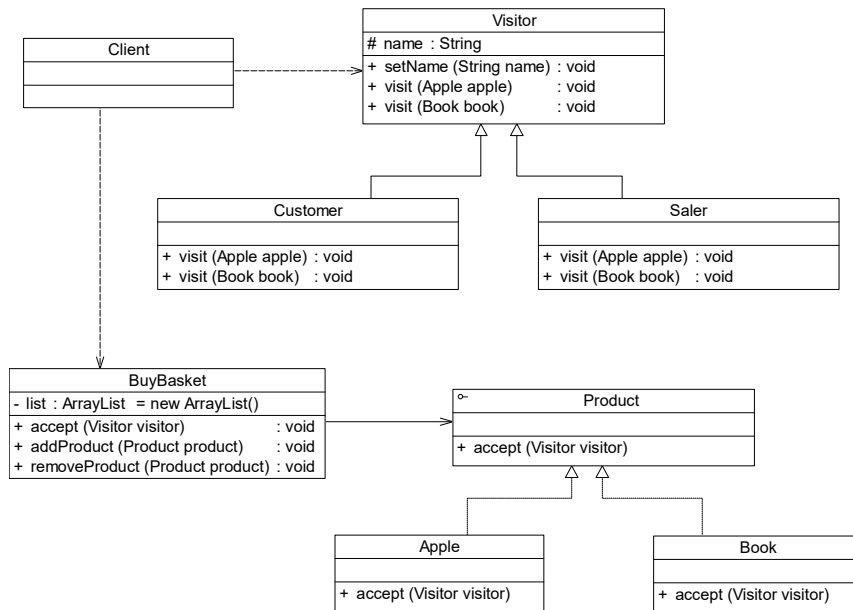 Client
Visitor
# name : String
+ setName (String name) : void
+ visit (Apple apple) : void
+ visit (Book book) : void
Customer
+ visit (Apple apple) : void
+ visit (Book book) : void
Saler
+ visit (Apple apple) : void
+ visit (Book book) : void
BuyBasket
- list : ArrayList = new ArrayList()
+ accept (Visitor visitor) : void
+ addProduct (Product product) : void
+ removeProduct (Product product) : void
Product
+ accept (Visitor visitor)
Apple
+ accept (Visitor visitor)
Book
+ accept (Visitor visitor)